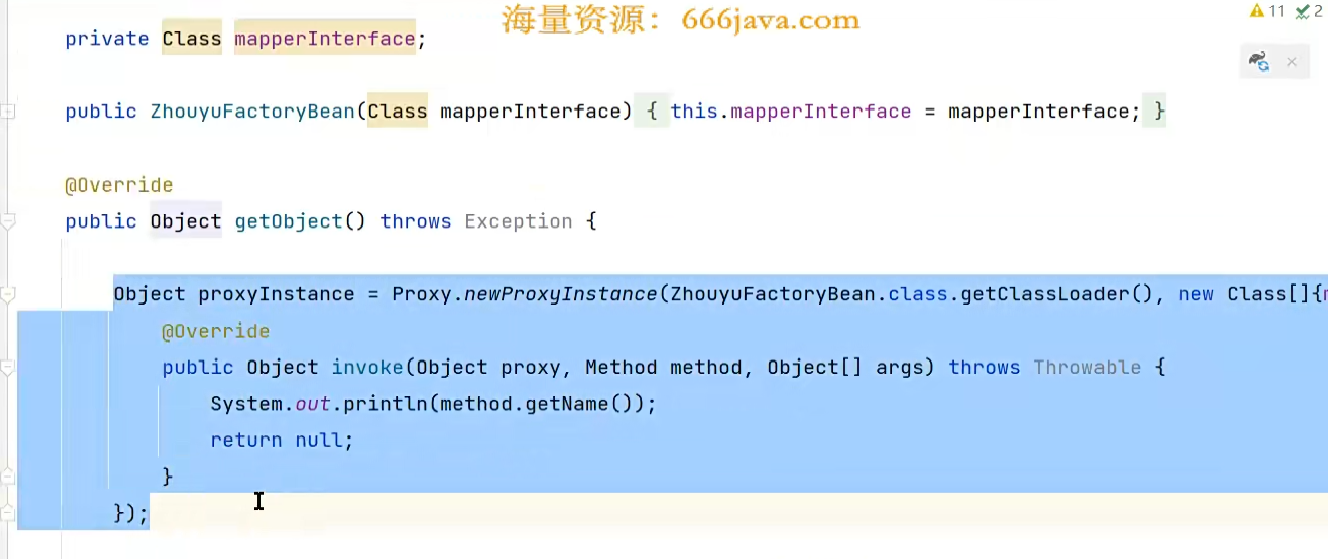 海量资源：666java.com
11 2
private Class mapperInterface;
public ZhouyuFactoryBean(Class mapperInterface) { this.mapperInterface = mapperInterface; }
@Override
public Object getObject() throws Exception {
Object proxyInstance = Proxy.newProxyInstance(ZhouyuFactoryBean.class.getClassLoader(), new Class[]{
@Override
public Object invoke(Object proxy, Method method, Object[] args) throws Throwable {
System.out.println(method.getName());
return null;
}
});